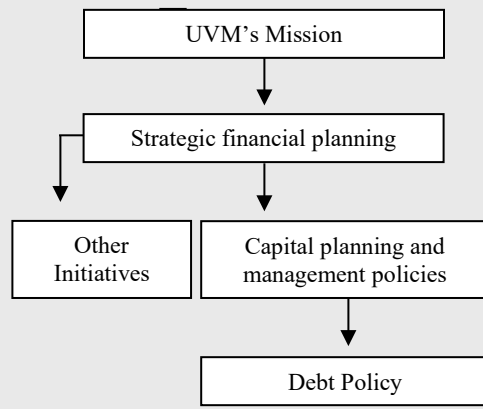 UVM’s Mission
Strategic financial planning
Other
Initiatives
Capital planning and
management policies
Debt Policy